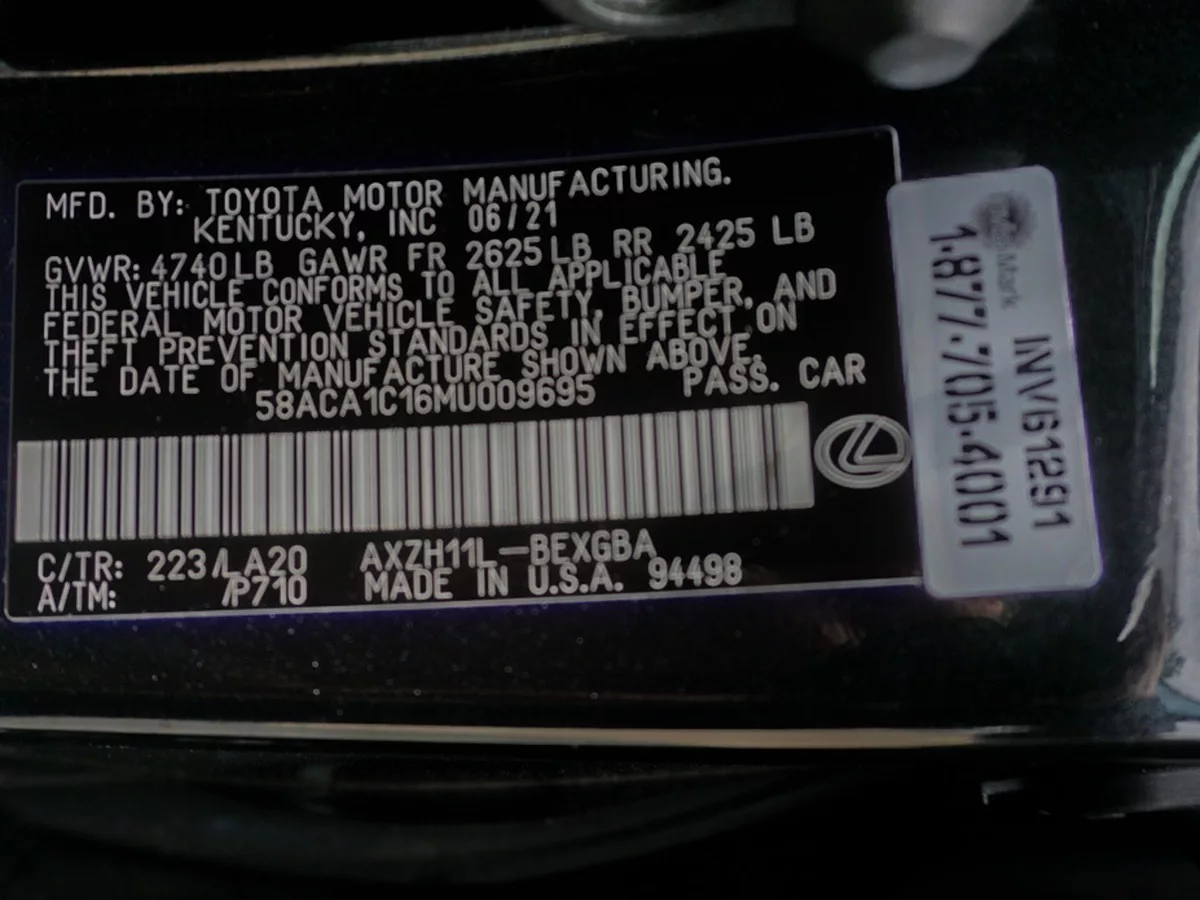 MFD. BY: TOYOTA MOTOR MANUFACTURING.
KENTUCKY, INC 06/21
GVWR: 4740LB GAWR FR 2625LB RR 2425 LB
THIS VEHICLE CONFORMS TO ALL APPLICABLE
FEDERAL MOTOR VEHICLE SAFETY, BUMPER, AND
THEFT PREVENTION STANDARDS IN EFFECT ON
THE DATE OF MANUFACTURE SHOWN ABOVE.
58ACA1C16MU009695 PASS. CAR
C/TR: 223/LA20 AXZH11L-BEXGBA
A/TM: /P710 MADE IN U.S.A. 94498
Mark
INV61291
1.877.705.4001